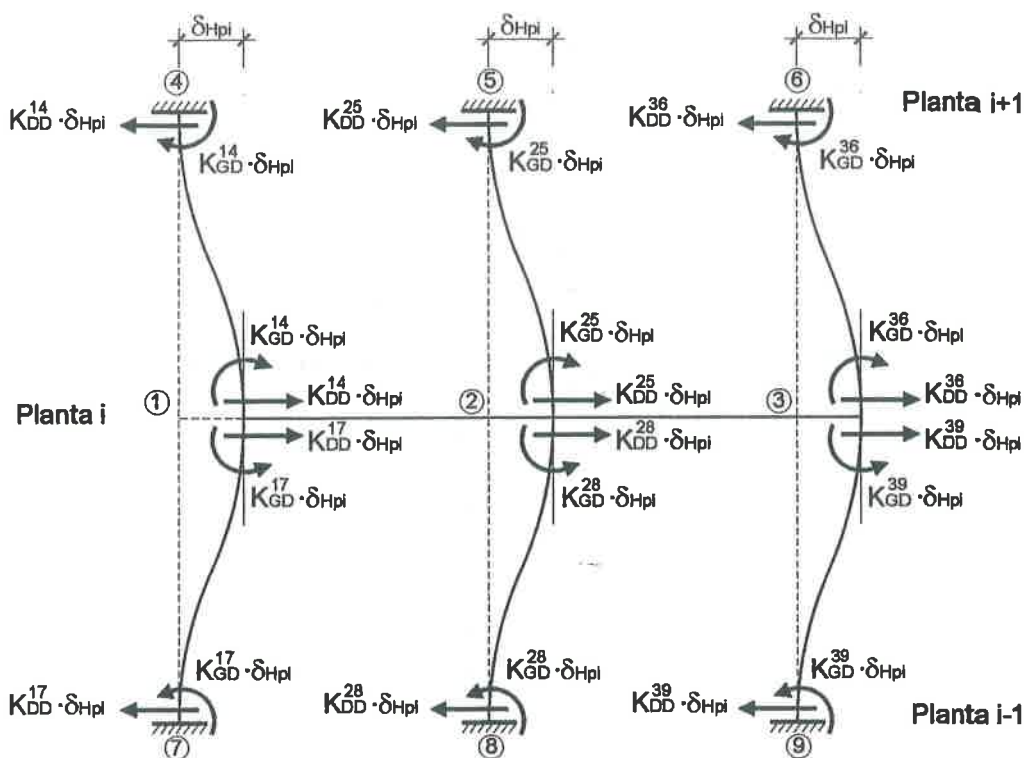 δHpi δHpi δHpi
④ ⑤ ⑥
Planta i+1
K¹⁴DD·δHpi K²⁵DD·δHpi K³⁶DD·δHpi
K¹⁴GD·δHpi K²⁵GD·δHpi K³⁶GD·δHpi
K¹⁴GD·δHpi K²⁵GD·δHpi K³⁶GD·δHpi
① K¹⁴DD·δHpi ② K²⁵DD·δHpi ③ K³⁶DD·δHpi
Planta i
K¹⁷DD·δHpi K²⁸DD·δHpi K³⁹DD·δHpi
K¹⁷GD·δHpi K²⁸GD·δHpi K³⁹GD·δHpi
K¹⁷GD·δHpi K²⁸GD·δHpi K³⁹GD·δHpi
K¹⁷DD·δHpi K²⁸DD·δHpi K³⁹DD·δHpi
Planta i-1
⑦ ⑧ ⑨